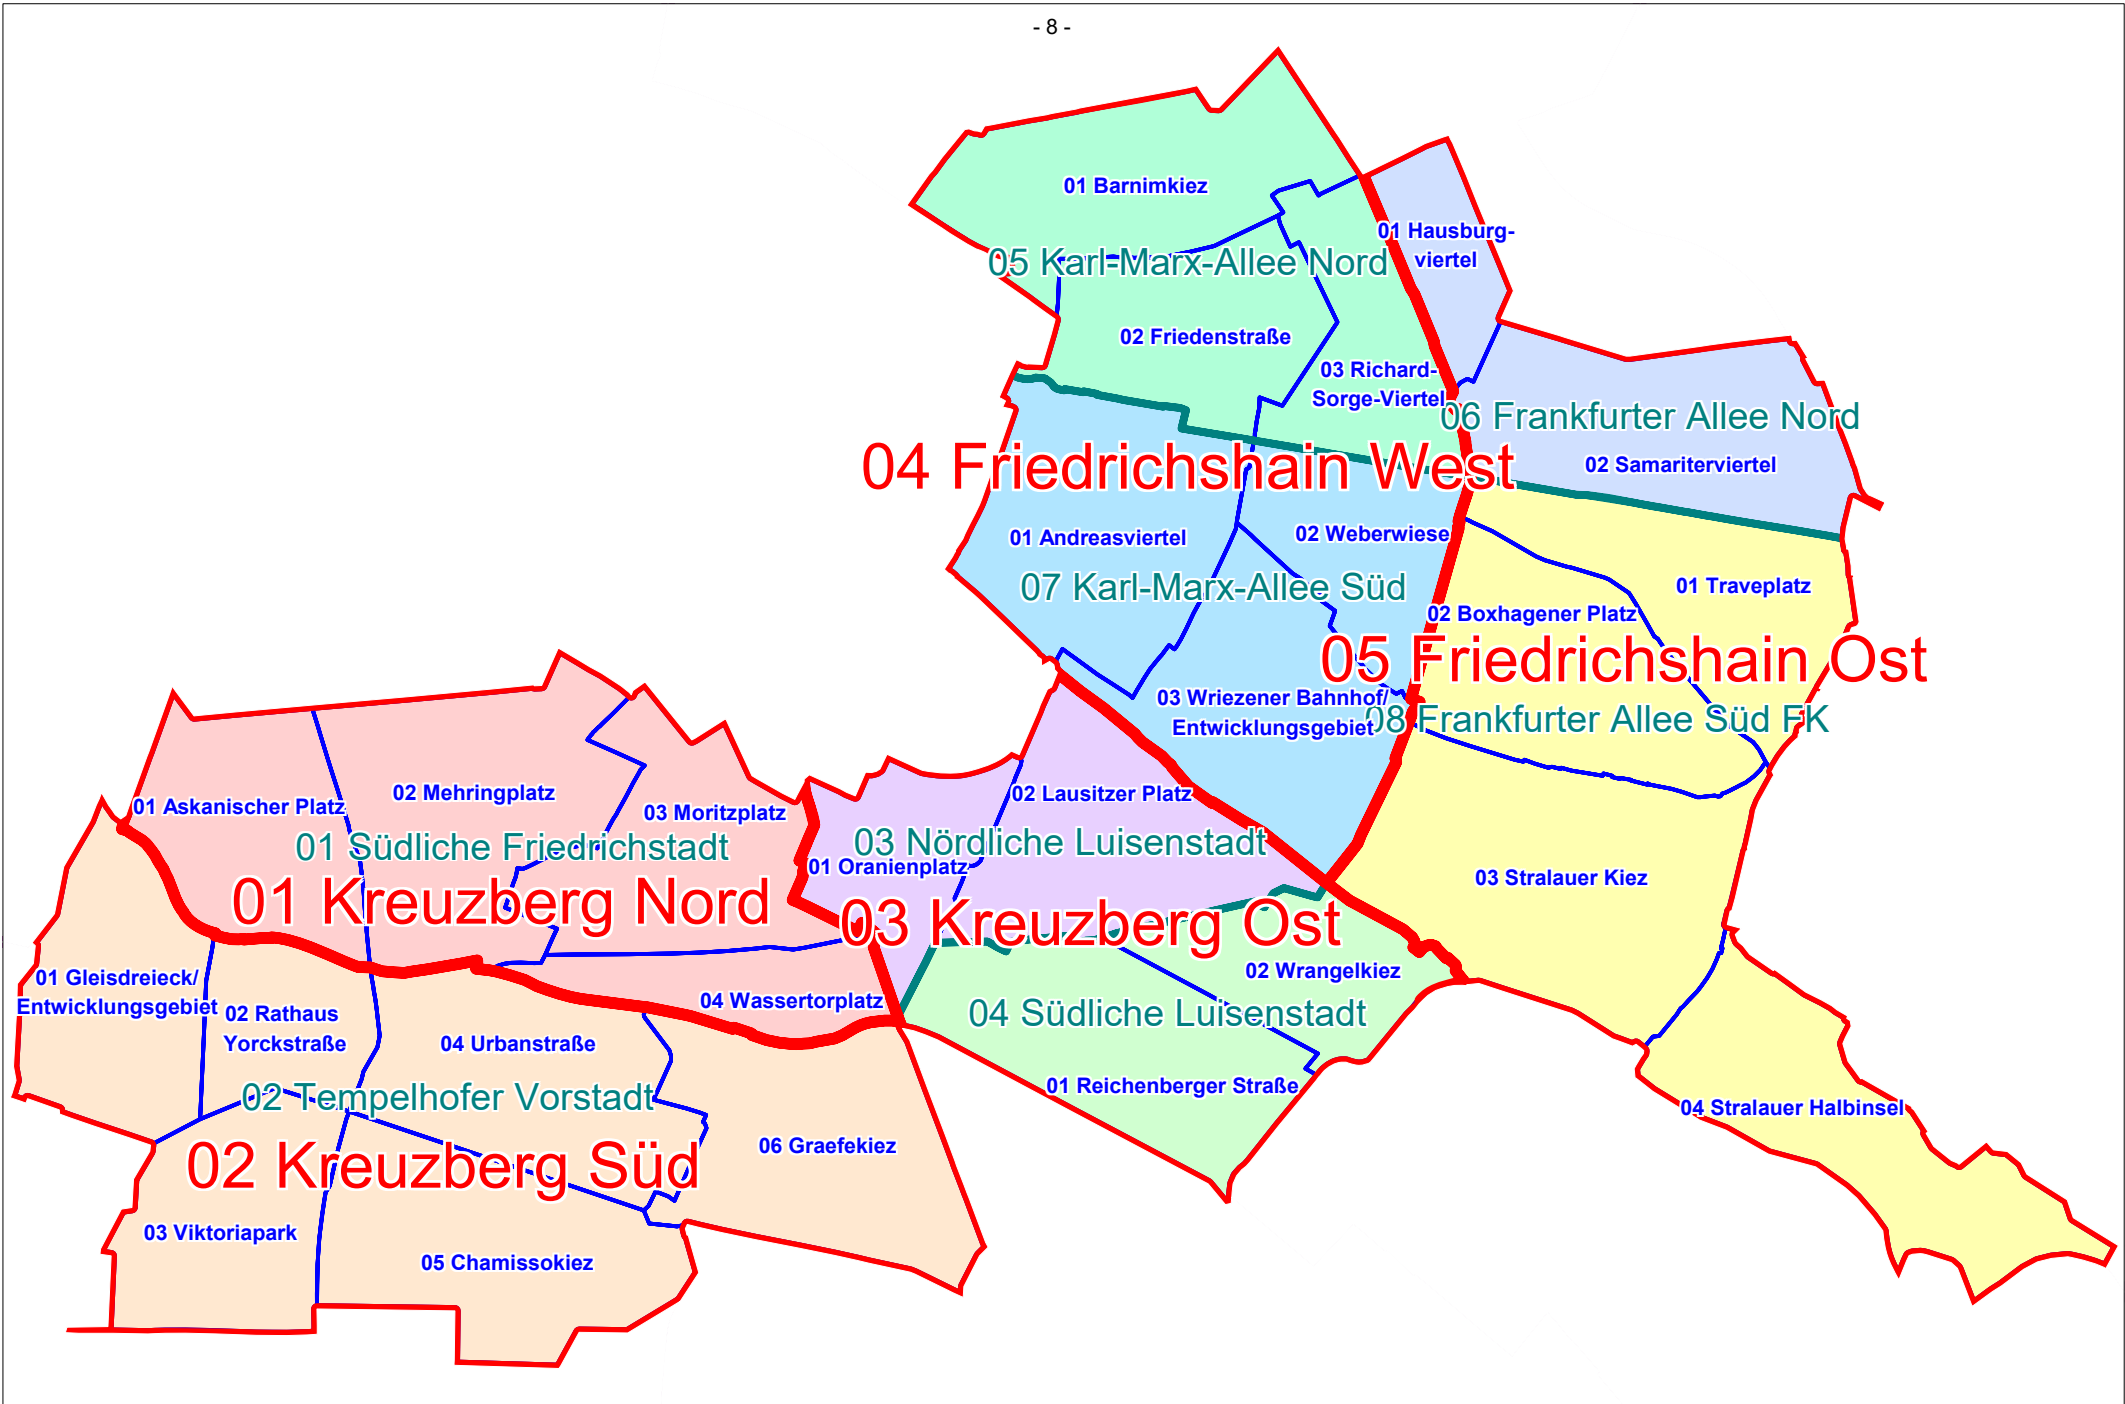 - 8 -
01 Barnimkiez
01 Hausburg-
viertel
05 Karl-Marx-Allee Nord
02 Friedenstraße
03 Richard-
Sorge-Viertel
06 Frankfurter Allee Nord
04 Friedrichshain West
02 Samariterviertel
01 Andreasviertel
02 Weberwiese
07 Karl-Marx-Allee Süd
01 Traveplatz
02 Boxhagener Platz
05 Friedrichshain Ost
03 Wriezener Bahnhof/
Entwicklungsgebiet
08 Frankfurter Allee Süd FK
01 Askanischer Platz
02 Mehringplatz
03 Moritzplatz
02 Lausitzer Platz
01 Südliche Friedrichstadt
03 Nördliche Luisenstadt
01 Oranienplatz
03 Stralauer Kiez
01 Kreuzberg Nord
03 Kreuzberg Ost
01 Gleisdreieck/
Entwicklungsgebiet
02 Wrangelkiez
04 Wassertorplatz
02 Rathaus
Yorckstraße
04 Urbanstraße
04 Südliche Luisenstadt
01 Reichenberger Straße
02 Tempelhofer Vorstadt
04 Stralauer Halbinsel
06 Graefekiez
02 Kreuzberg Süd
03 Viktoriapark
05 Chamissokiez